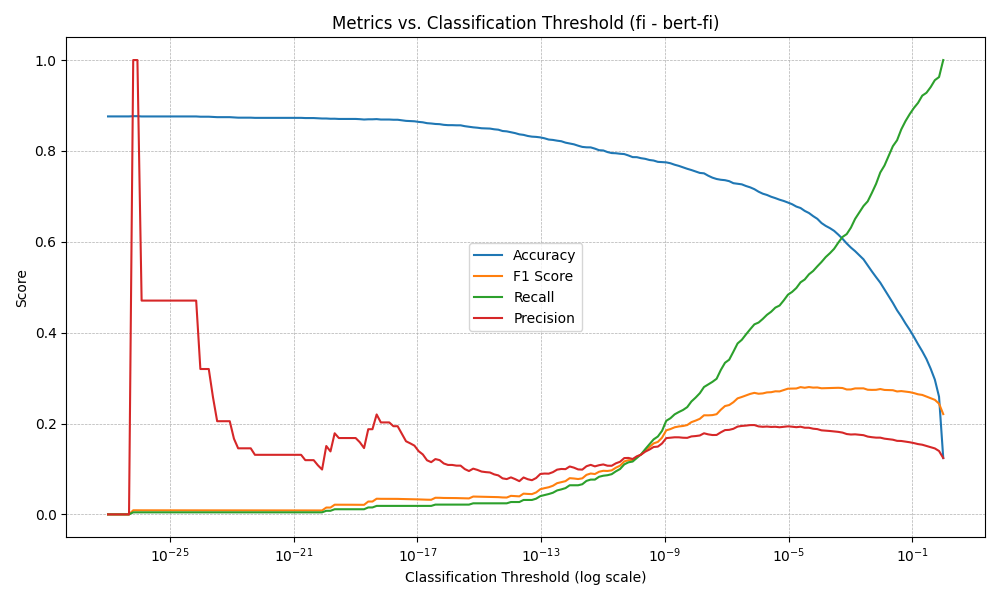 Metrics vs. Classification Threshold (fi - bert-fi)
1.0
0.8
0.6
0.4
0.2
0.0
Score
Accuracy
F1 Score
Recall
Precision
10⁻²⁵ 10⁻²¹ 10⁻¹⁷ 10⁻¹³ 10⁻⁹ 10⁻⁵ 10⁻¹
Classification Threshold (log scale)